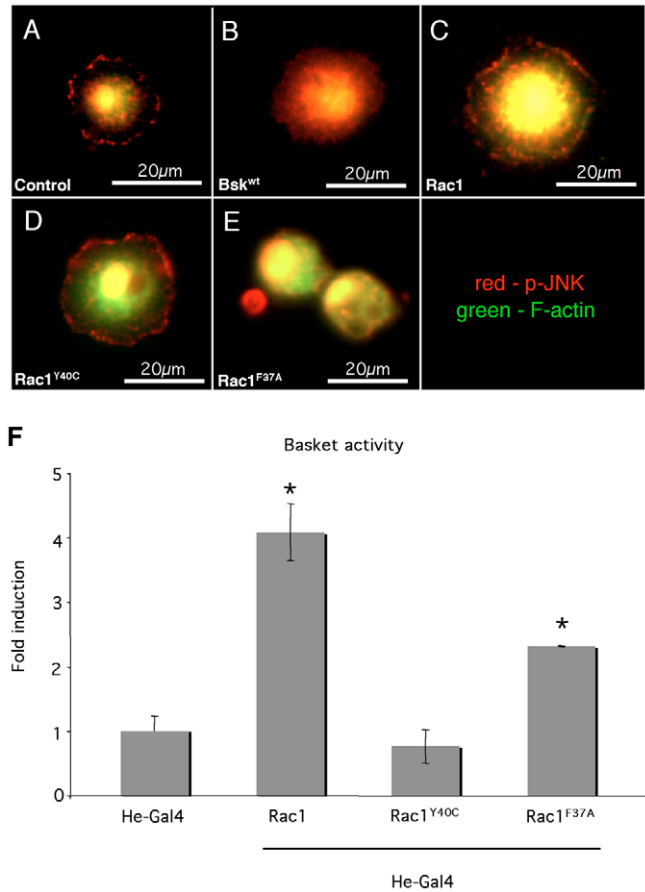 A
B
C
20µm
20µm
20µm
Control
Bskwt
Rac1
D
E
red - p-JNK
green - F-actin
20µm
20µm
Rac1Y40C
Rac1F37A
F
Basket activity
5
4
3
2
1
0
Fold induction
*
*
He-Gal4
Rac1
Rac1Y40C
Rac1F37A
He-Gal4